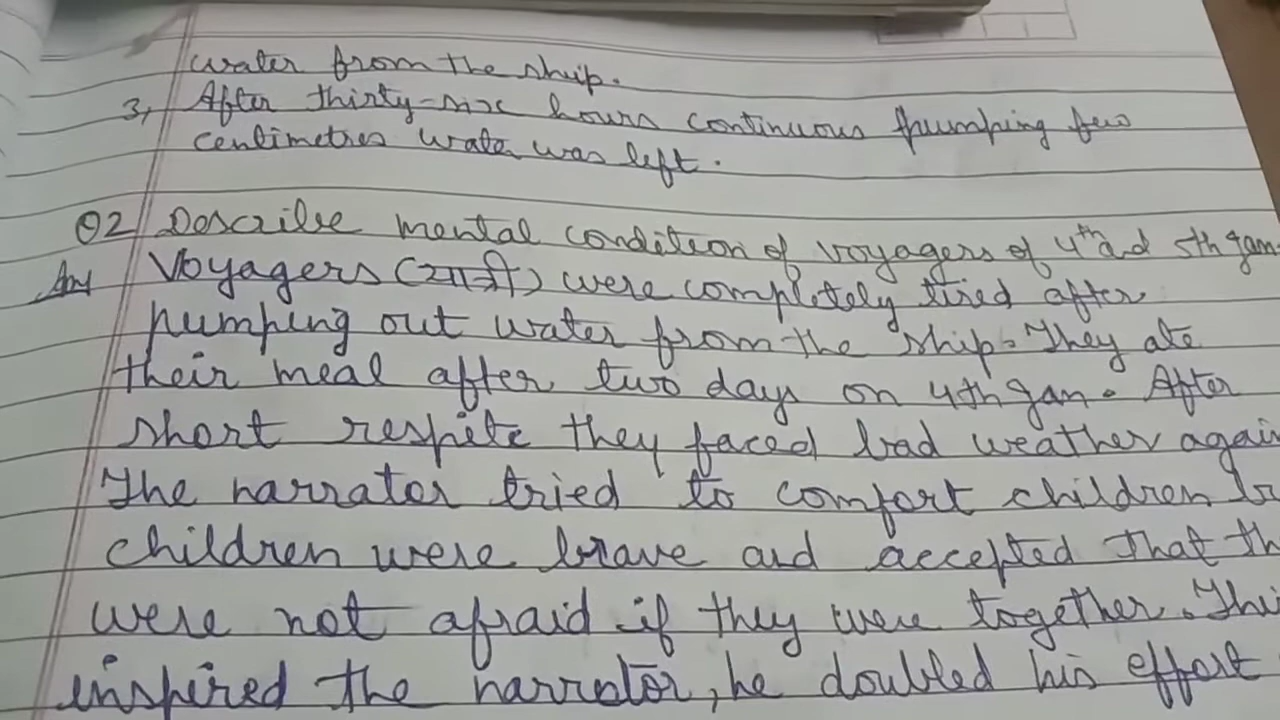 water from the ship.
3, After thirty-six hours continuous pumping few
centimetres water was left.
Q2 Describe mental condition of voyagers of 4th ad 5th jan.
Ans Voyagers (यात्री) were completely tired after
pumping out water from the ship. They ate
their meal after two days on 4th jan. After
short respite they faced bad weather again
The narrator tried to comfort children
children were brave and accepted that
were not afraid if they were together.
inspired the narrator, he doubled his effort